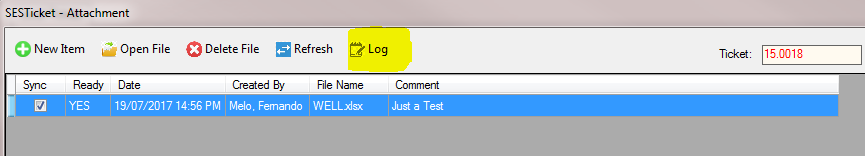 SESTicket - Attachment
New Item Open File Delete File Refresh Log Ticket: 15.0018
Sync Ready Date Created By File Name Comment
YES 19/07/2017 14:56 PM Melo, Fernando WELL.xlsx Just a Test